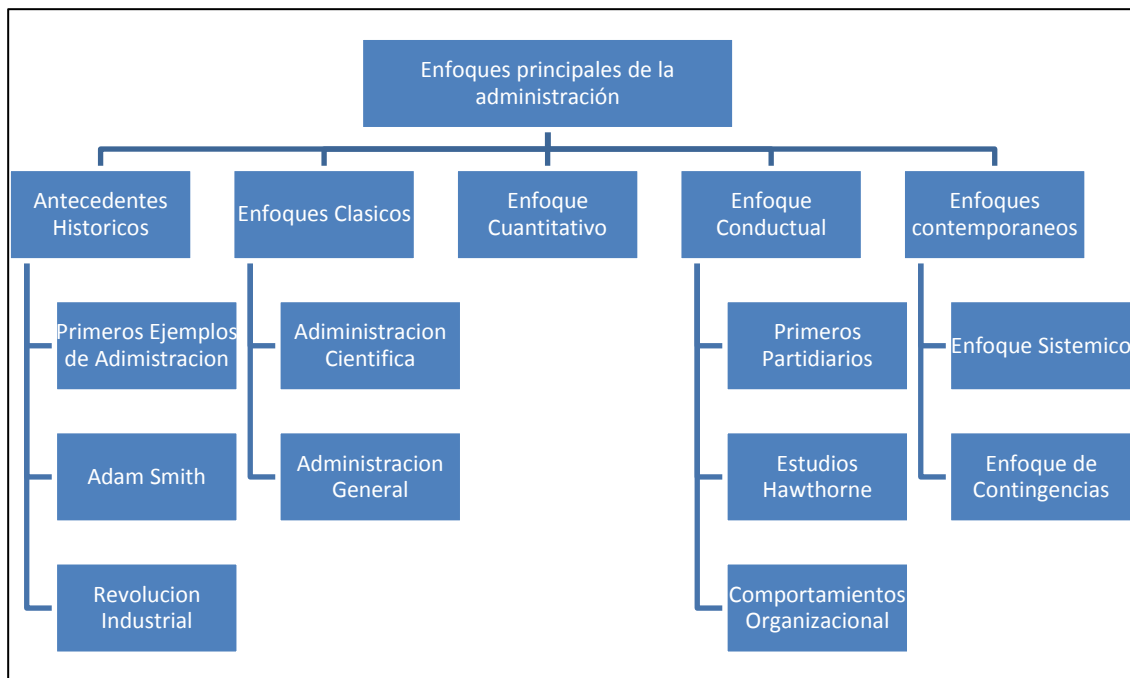 Enfoques principales de la
administración
Antecedentes
Historicos
Enfoques Clasicos
Enfoque
Cuantitativo
Enfoque
Conductual
Enfoques
contemporaneos
Primeros Ejemplos
de Adimistracion
Adiministracion
Cientifica
Primeros
Partidiarios
Enfoque Sistemico
Adam Smith
Administracion
General
Estudios
Hawthorne
Enfoque de
Contingencias
Revolucion
Industrial
Comportamientos
Organizacional